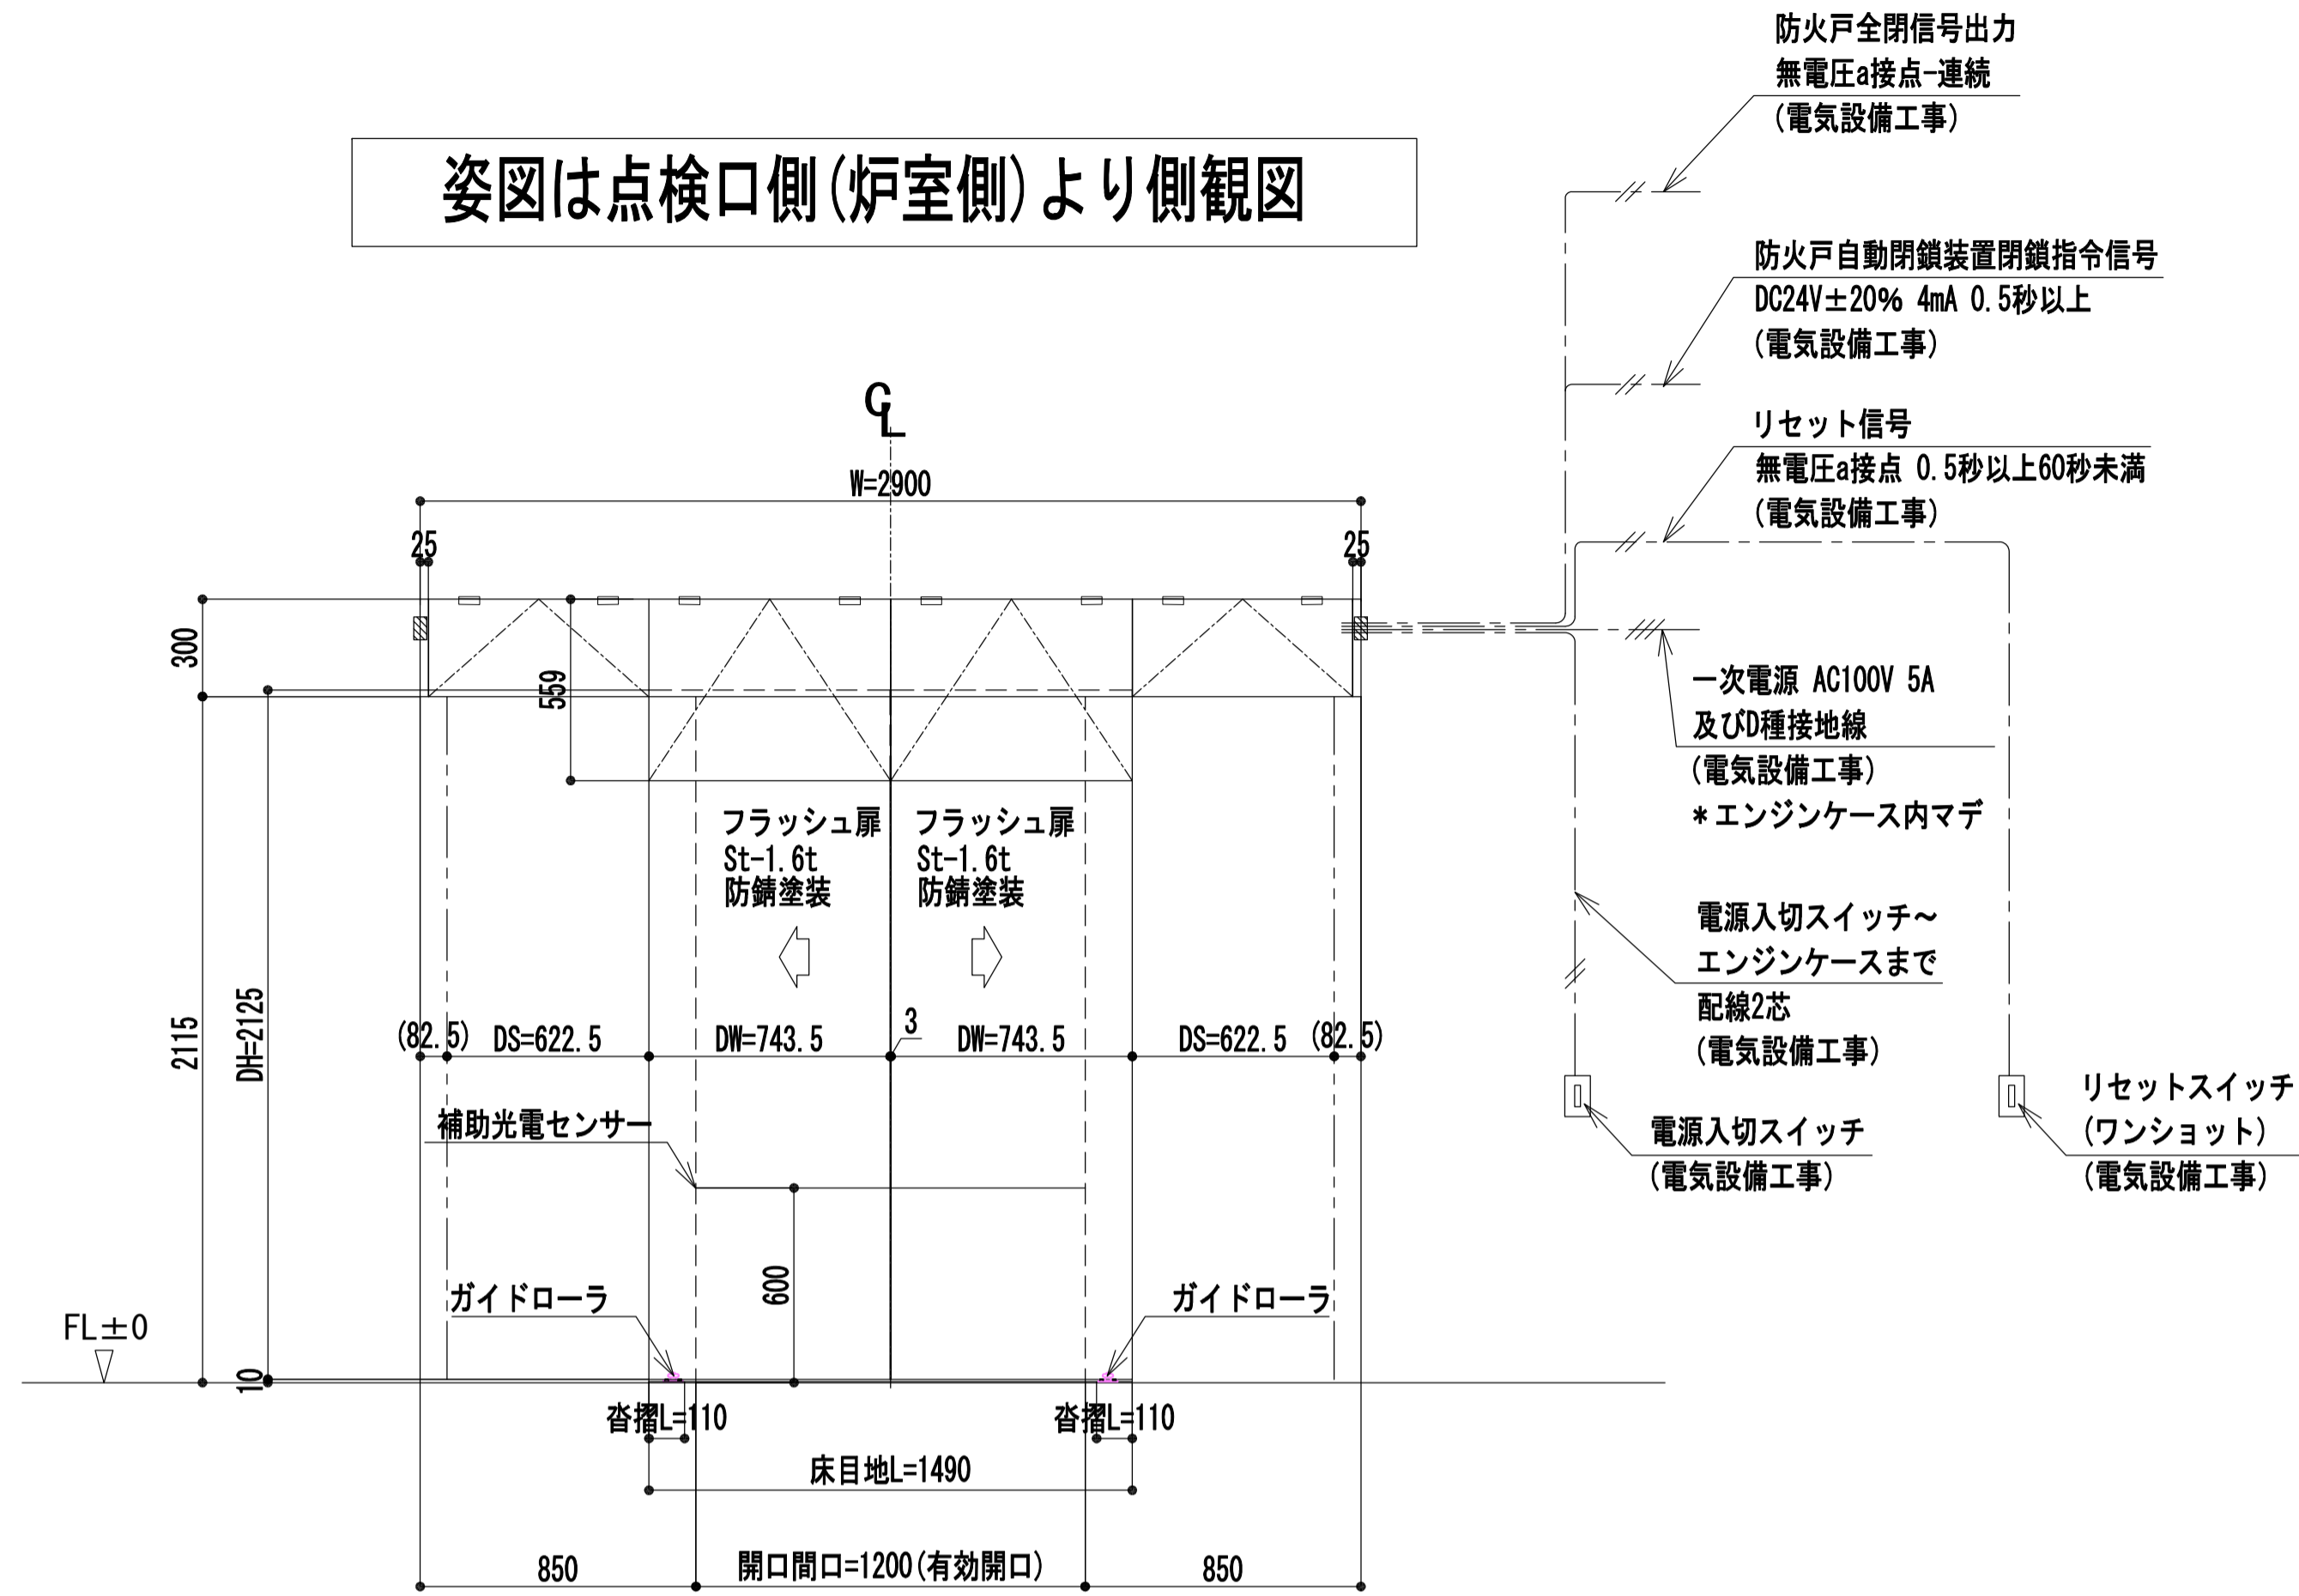 防火戸全閉信号出力
無電圧a接点-連続
(電気設備工事)
姿図は点検口側(炉室側)より側観図
防火戸自動閉鎖装置閉鎖指令信号
DC24V±20% 4mA 0.5秒以上
(電気設備工事)
CL
リセット信号
無電圧a接点 0.5秒以上60秒未満
(電気設備工事)
W=2900
25
25
300
559
一次電源 AC100V 5A
及びD種接地線
(電気設備工事)
*エンジンケース内マデ
フラッシュ扉
St-1.6t
防錆塗装
フラッシュ扉
St-1.6t
防錆塗装
電源入切スイッチ～
エンジンケースまで
配線2芯
(電気設備工事)
2115
DH=2125
(82.5)
DS=622.5
DW=743.5
3
DW=743.5
DS=622.5
(82.5)
補助光電センサー
電源入切スイッチ
(電気設備工事)
リセットスイッチ
(ワンショット)
(電気設備工事)
600
ガイドローラ
ガイドローラ
FL±0
10
沓摺L=110
沓摺L=110
床目地L=1490
850
開口間口=1200(有効開口)
850